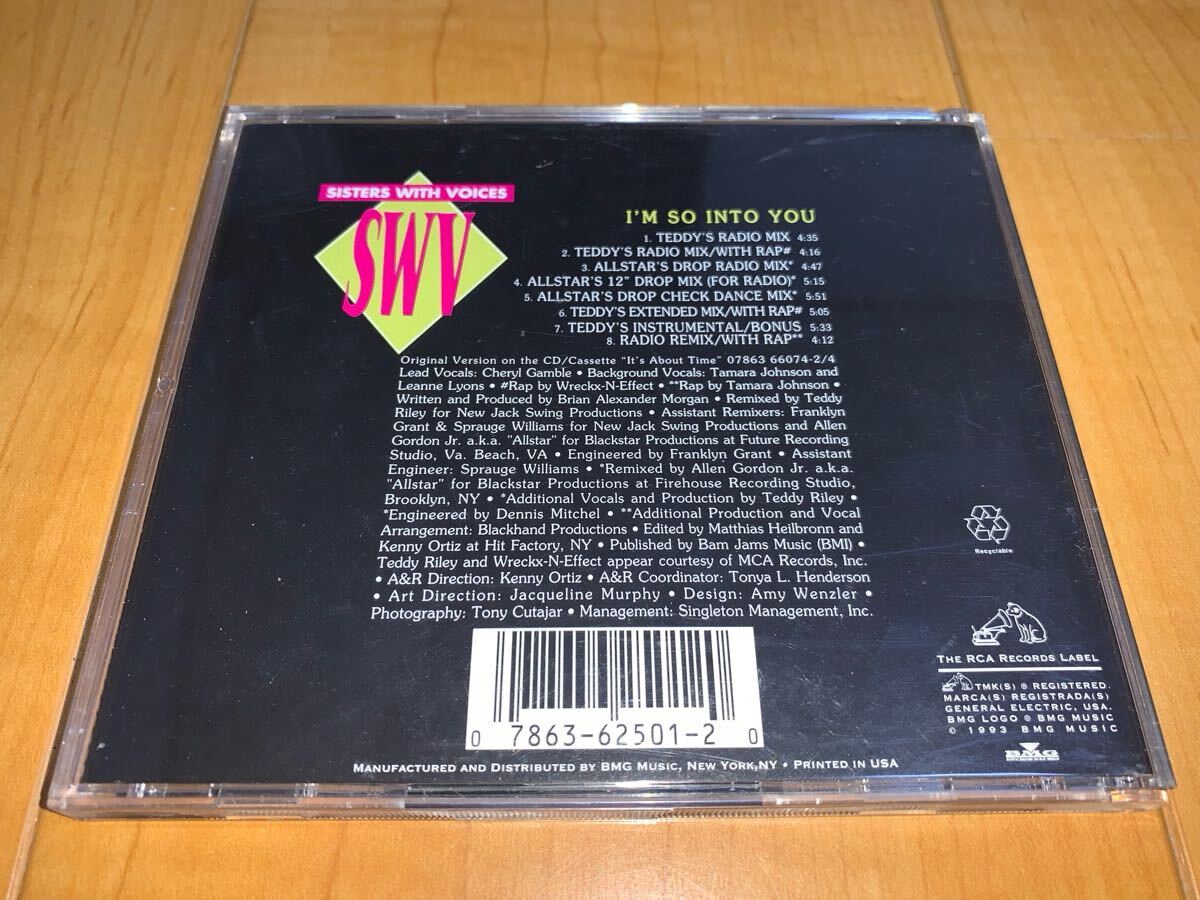 SISTERS WITH VOICES
SWV
I'M SO INTO YOU
1. TEDDY'S RADIO MIX 4:35
2. TEDDY'S RADIO MIX/WITH RAP# 4:16
3. ALLSTAR'S DROP RADIO MIX* 4:47
4. ALLSTAR'S 12" DROP MIX (FOR RADIO)* 5:15
5. ALLSTAR'S DROP CHECK DANCE MIX* 5:51
6. TEDDY'S EXTENDED MIX/WITH RAP# 5:05
7. TEDDY'S INSTRUMENTAL/BONUS 5:33
8. RADIO REMIX/WITH RAP** 4:12
Original Version on the CD/Cassette "It's About Time" 07863 66074-2/4
Lead Vocals: Cheryl Gamble • Background Vocals: Tamara Johnson and
Leanne Lyons • #Rap by Wreckx-N-Effect • **Rap by Tamara Johnson •
Written and Produced by Brian Alexander Morgan • Remixed by Teddy
Riley for New Jack Swing Productions • Assistant Remixers: Franklyn
Grant & Sprauge Williams for New Jack Swing Productions and Allen
Gordon Jr. a.k.a. "Allstar" for Blackstar Productions at Future Recording
Studio, Va. Beach, VA • Engineered by Franklyn Grant • Assistant
Engineer: Sprauge Williams • *Remixed by Allen Gordon Jr. a.k.a.
"Allstar" for Blackstar Productions at Firehouse Recording Studio,
Brooklyn, NY • *Additional Vocals and Production by Teddy Riley •
*Engineered by Dennis Mitchel • **Additional Production and Vocal
Arrangement: Blackhand Productions • Edited by Matthias Heilbronn and
Kenny Ortiz at Hit Factory, NY • Published by Bam Jams Music (BMI) •
Teddy Riley and Wreckx-N-Effect appear courtesy of MCA Records, Inc.
• A&R Direction: Kenny Ortiz • A&R Coordinator: Tonya L. Henderson
• Art Direction: Jacqueline Murphy • Design: Amy Wenzler •
Photography: Tony Cutajar • Management: Singleton Management, Inc.
Recyclable
THE RCA RECORDS LABEL
TMK(S) ® REGISTERED.
MARCA(S) REGISTRADA(S)
GENERAL ELECTRIC, USA.
BMG LOGO ® BMG MUSIC
© 1993 BMG MUSIC
BMG
0 7863-62501-2 0
MANUFACTURED AND DISTRIBUTED BY BMG MUSIC, NEW YORK,NY • PRINTED IN USA